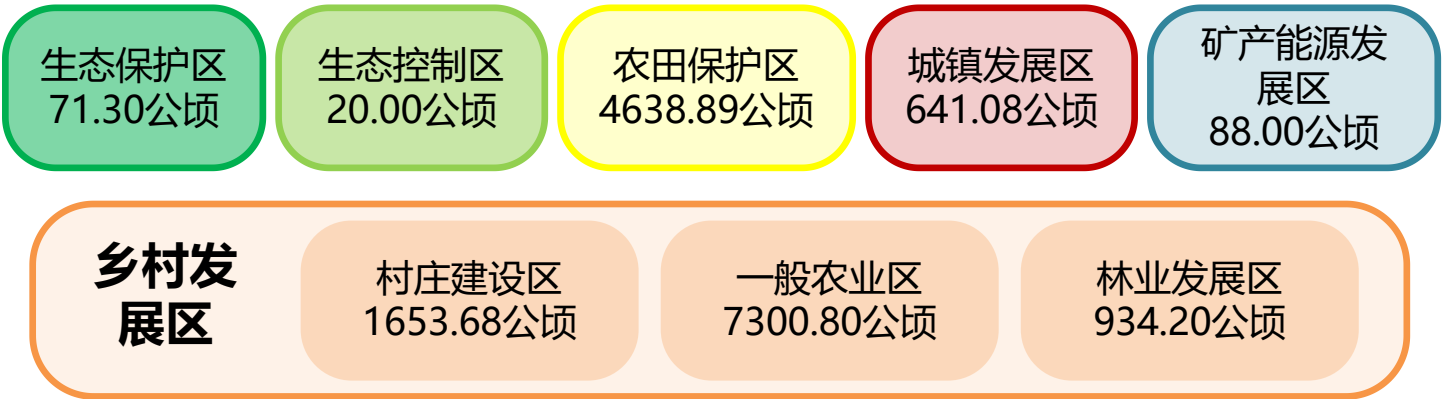 生态保护区
71.30公顷
生态控制区
20.00公顷
农田保护区
4638.89公顷
城镇发展区
641.08公顷
矿产能源发
展区
88.00公顷
乡村发
展区
村庄建设区
1653.68公顷
一般农业区
7300.80公顷
林业发展区
934.20公顷